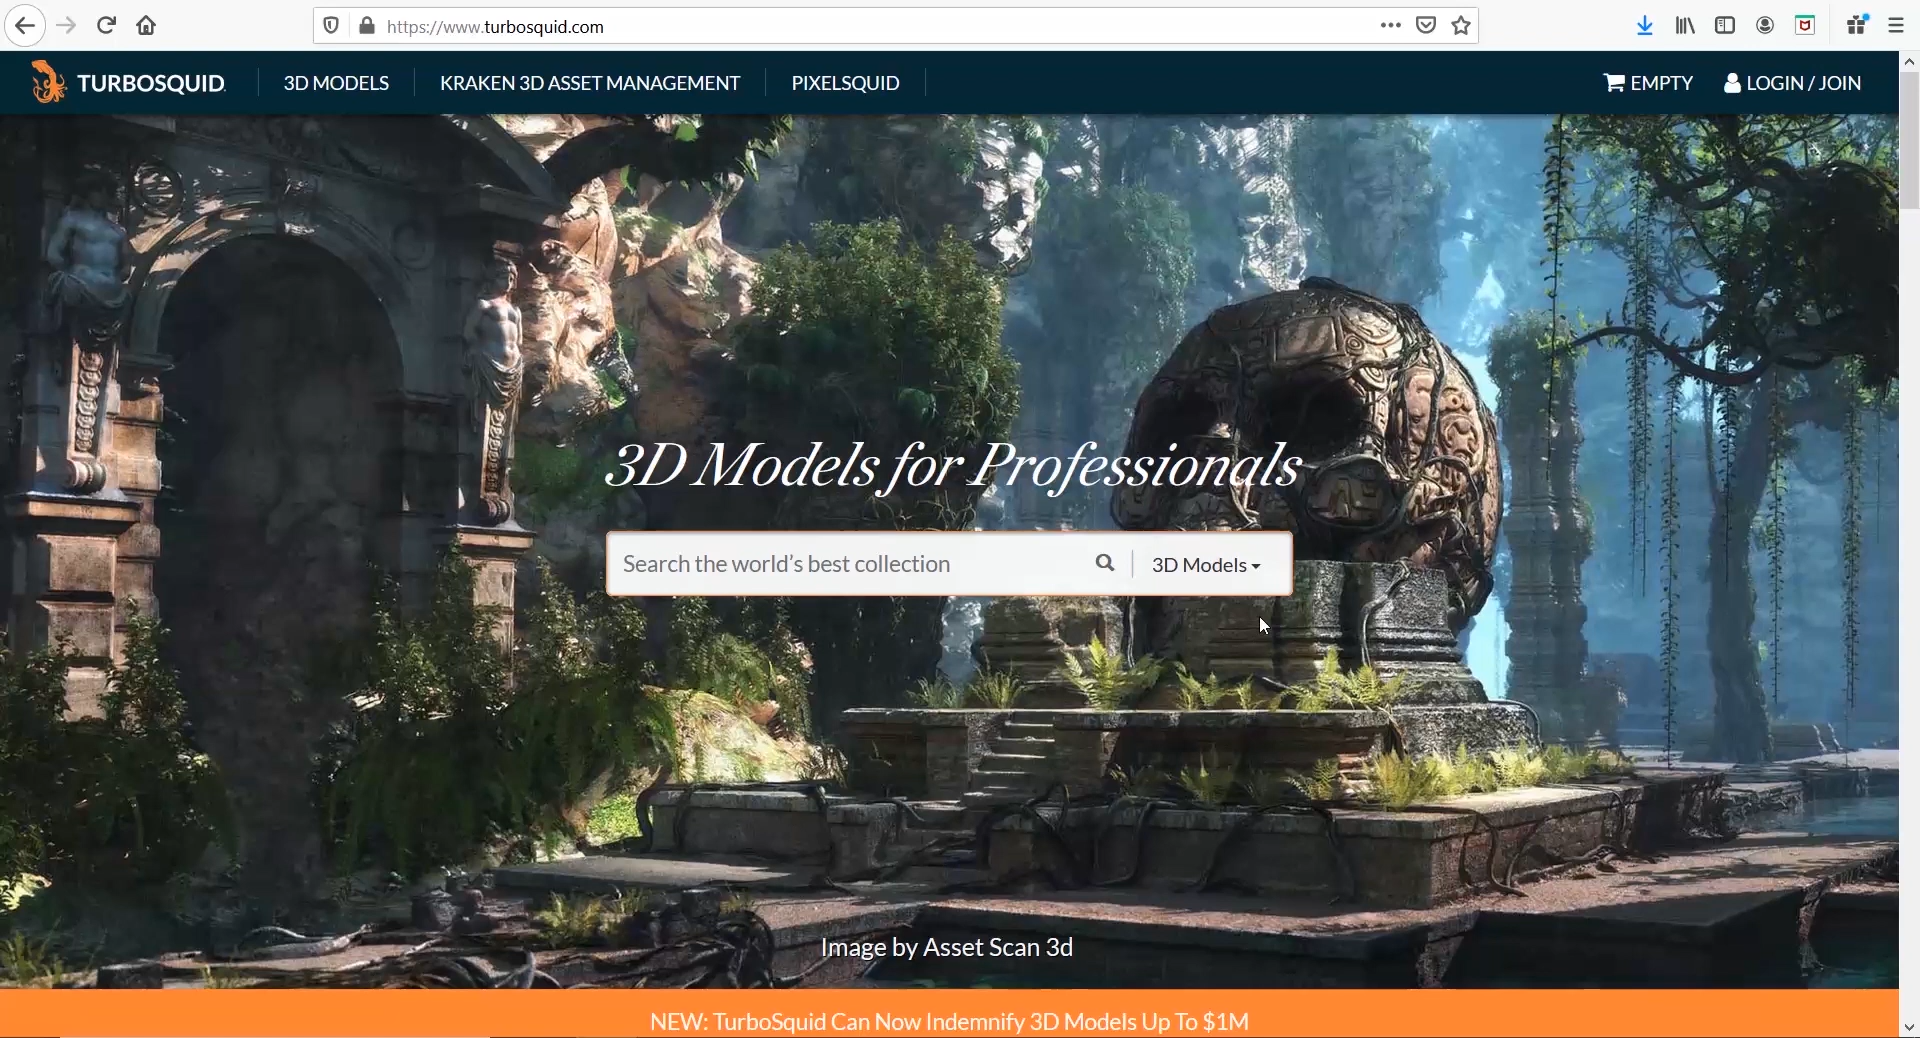 https://www.turbosquid.com
TURBOSQUID 3D MODELS KRAKEN 3D ASSET MANAGEMENT PIXELSQUID EMPTY LOGIN / JOIN
3D Models for Professionals
Search the world’s best collection 3D Models
Image by Asset Scan 3d
NEW: TurboSquid Can Now Indemnify 3D Models Up To $1M